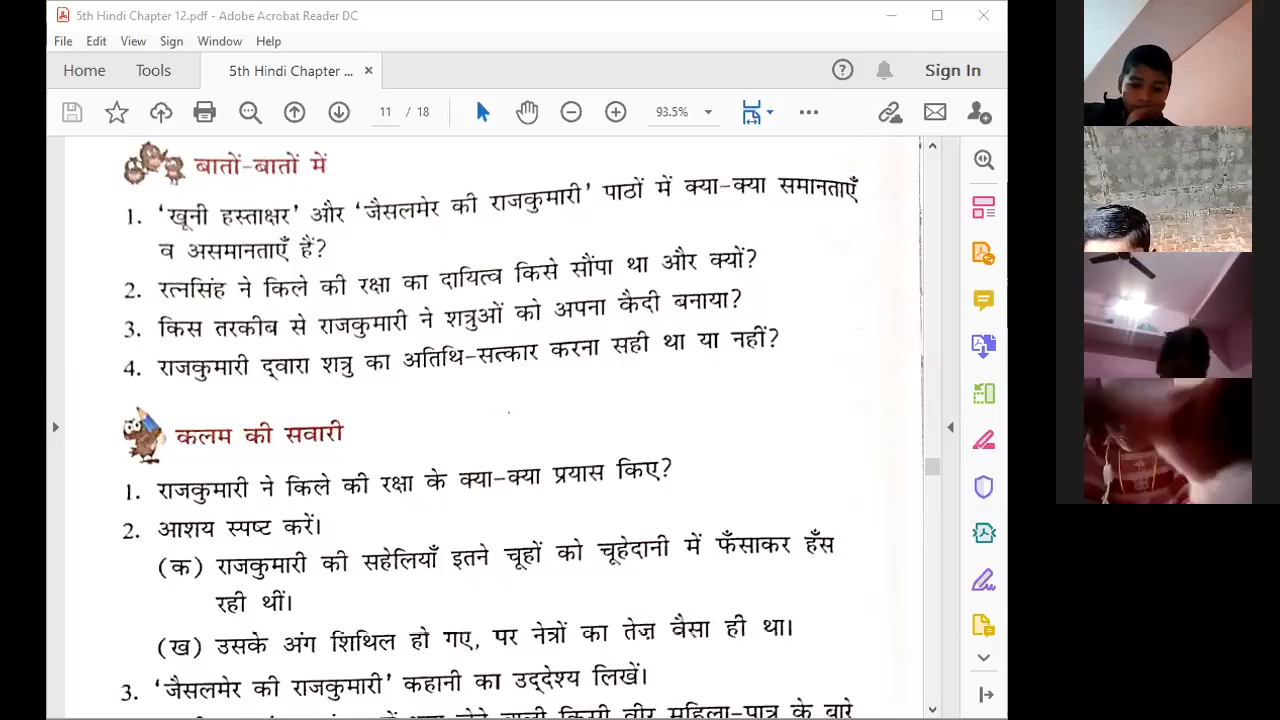 5th Hindi Chapter 12.pdf - Adobe Acrobat Reader DC
File Edit View Sign Window Help
Home Tools 5th Hindi Chapter ... × Sign In
11 / 18 93.5%
बातों-बातों में
1. 'खूनी हस्ताक्षर' और 'जैसलमेर की राजकुमारी' पाठों में क्या-क्या समानताएँ
व असमानताएँ हैं?
2. रत्नसिंह ने किले की रक्षा का दायित्व किसे सौंपा था और क्यों?
3. किस तरकीब से राजकुमारी ने शत्रुओं को अपना कैदी बनाया?
4. राजकुमारी द्वारा शत्रु का अतिथि-सत्कार करना सही था या नहीं?
कलम की सवारी
1. राजकुमारी ने किले की रक्षा के क्या-क्या प्रयास किए?
2. आशय स्पष्ट करें।
(क) राजकुमारी की सहेलियाँ इतने चूहों को चूहेदानी में फँसाकर हँस
रही थीं।
(ख) उसके अंग शिथिल हो गए, पर नेत्रों का तेज़ वैसा ही था।
3. 'जैसलमेर की राजकुमारी' कहानी का उद्देश्य लिखें।
वाली किसी वीर महिला-पात्र के बारे